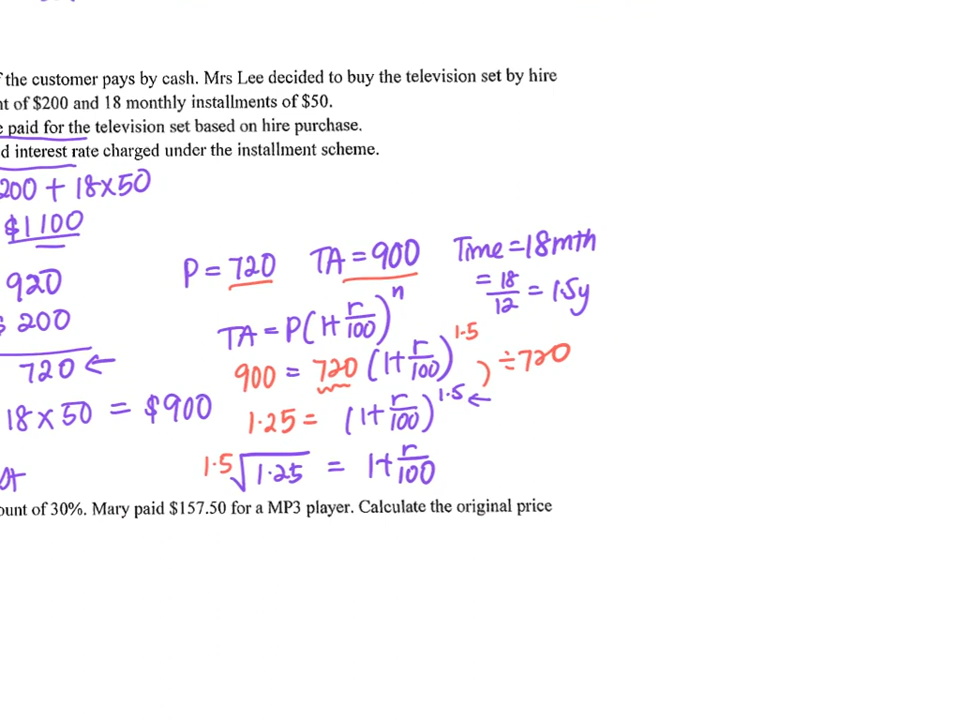 the customer pays by cash. Mrs Lee decided to buy the television set by hire
of $200 and 18 monthly installments of $50.
paid for the television set based on hire purchase.
interest rate charged under the installment scheme.
200 + 18×50
$1100
P = 720 TA = 900 Time = 18mth
920 = 18/12 = 1.5y
200 TA = P(1+r/100)^n
720 ← 900 = 720 (1+r/100)^1.5 ) ÷720
18 × 50 = $900 1.25 = (1+r/100)^1.5 ←
1.5√1.25 = 1+r/100
of 30%. Mary paid $157.50 for a MP3 player. Calculate the original price